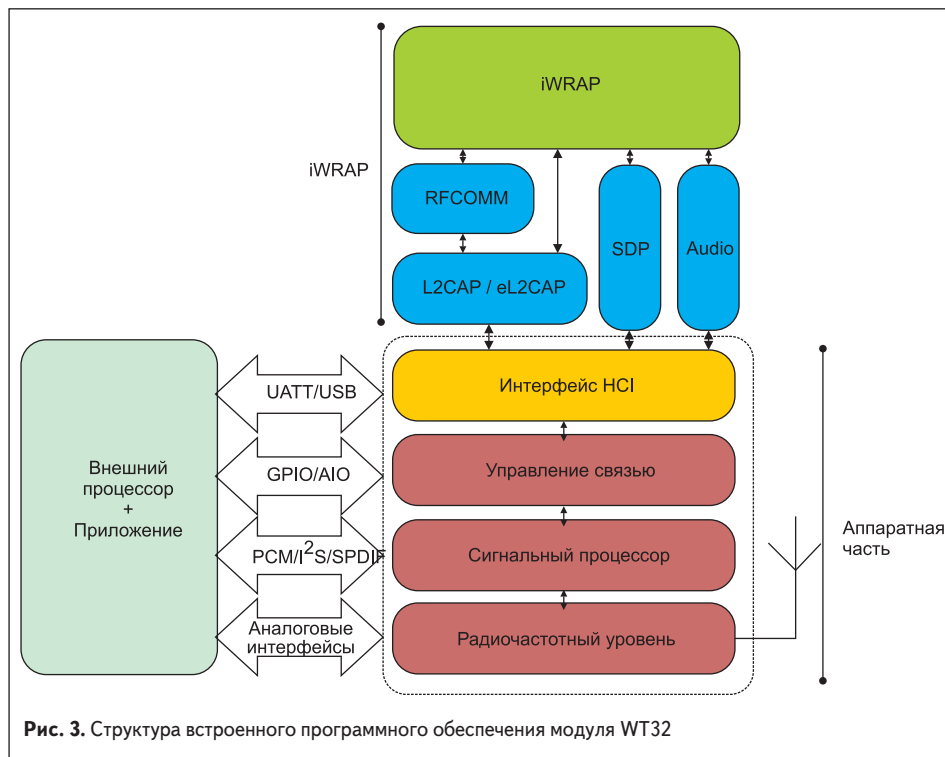 iWRAP
iWRAP
RFCOMM
SDP
Audio
L2CAP / eL2CAP
Интерфейс HCI
UATT/USB
Управление связью
GPIO/AIO
Внешний
процессор
+
Приложение
Сигнальный процессор
PCM/I²S/SPDIF
Аппаратная
часть
Радиочастотный уровень
Аналоговые
интерфейсы
Рис. 3. Структура встроенного программного обеспечения модуля WT32